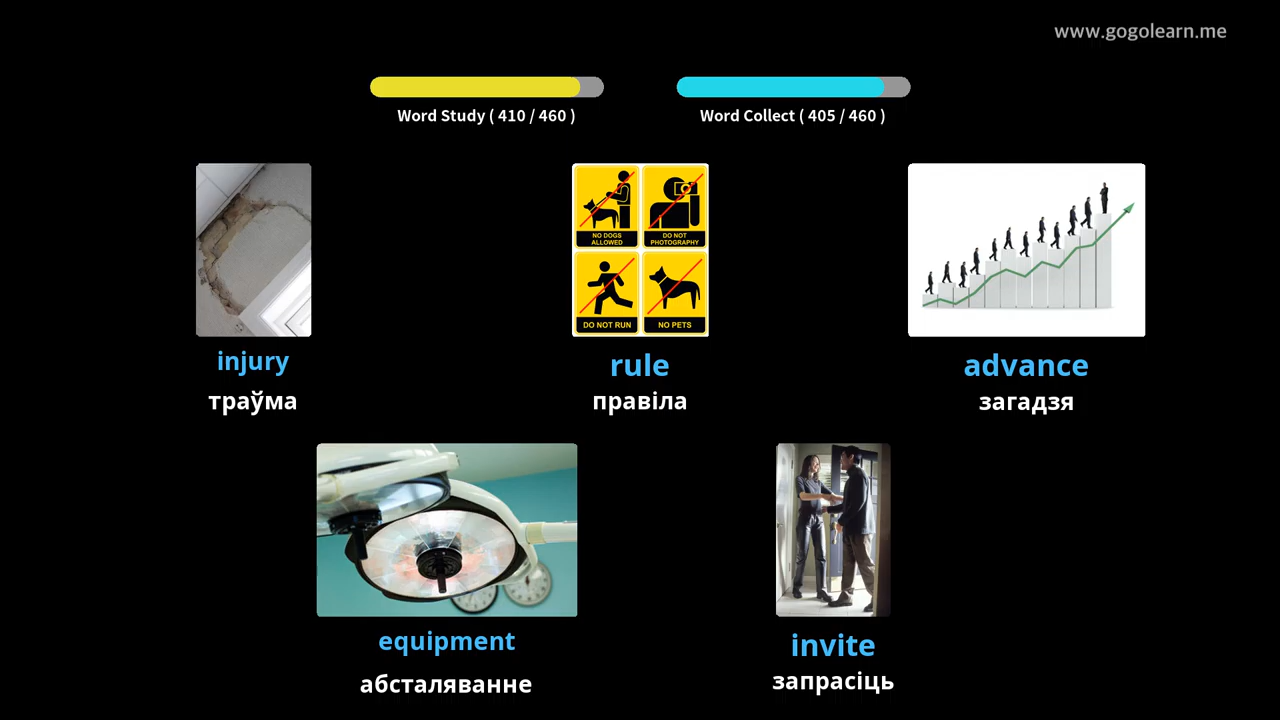 www.gogolearn.me
Word Study ( 410 / 460 )
Word Collect ( 405 / 460 )
NO DOGS
ALLOWED
DO NOT
PHOTOGRAPHY
DO NOT RUN
NO PETS
injury
траўма
rule
правіла
advance
загадзя
equipment
абсталяванне
invite
запрасіць